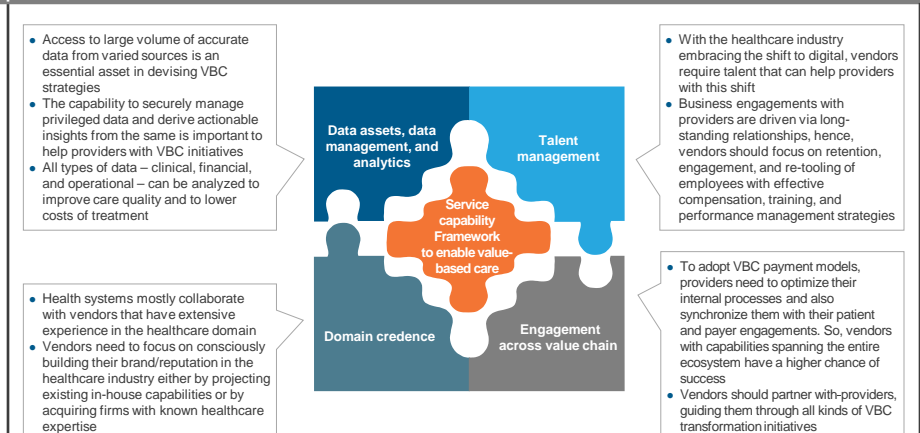 • Access to large volume of accurate
data from varied sources is an
essential asset in devising VBC
strategies
• The capability to securely manage
privileged data and derive actionable
insights from the same is important to
help providers with VBC initiatives
• All types of data – clinical, financial,
and operational – can be analyzed to
improve care quality and to lower
costs of treatment
Data assets, data
management, and
analytics
Talent
management
• With the healthcare industry
embracing the shift to digital, vendors
require talent that can help providers
with this shift
• Business engagements with
providers are driven via long-
standing relationships, hence,
vendors should focus on retention,
engagement, and re-tooling of
employees with effective
compensation, training, and
performance management strategies
Service
capability
Framework
to enable value-
based care
• Health systems mostly collaborate
with vendors that have extensive
experience in the healthcare domain
• Vendors need to focus on consciously
building their brand/reputation in the
healthcare industry either by projecting
existing in-house capabilities or by
acquiring firms with known healthcare
expertise
Domain credence
Engagement
across value chain
• To adopt VBC payment models,
providers need to optimize their
internal processes and also
synchronize them with their patient
and payer engagements. So, vendors
with capabilities spanning the entire
ecosystem have a higher chance of
success
• Vendors should partner with-providers,
guiding them through all kinds of VBC
transformation initiatives